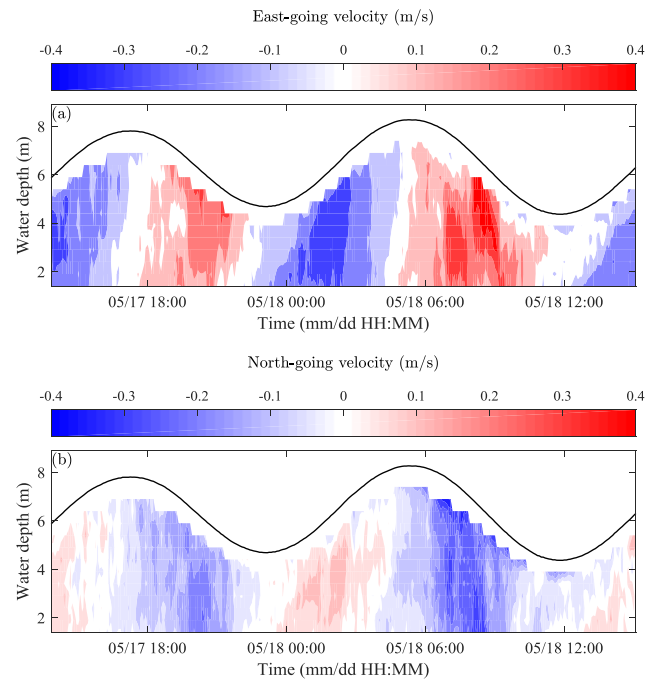 East-going velocity (m/s)
-0.4 -0.3 -0.2 -0.1 0 0.1 0.2 0.3 0.4
(a)
8
6
4
2
Water depth (m)
05/17 18:00 05/18 00:00 05/18 06:00 05/18 12:00
Time (mm/dd HH:MM)
North-going velocity (m/s)
-0.4 -0.3 -0.2 -0.1 0 0.1 0.2 0.3 0.4
(b)
8
6
4
2
Water depth (m)
05/17 18:00 05/18 00:00 05/18 06:00 05/18 12:00
Time (mm/dd HH:MM)